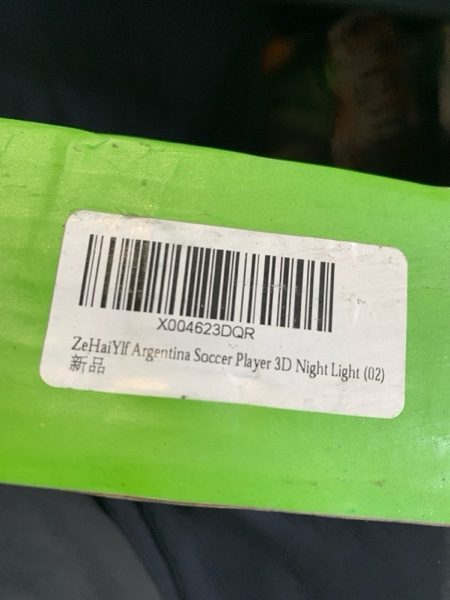 X004623DQR
ZeHaiYlf Argentina Soccer Player 3D Night Light (02)
新品